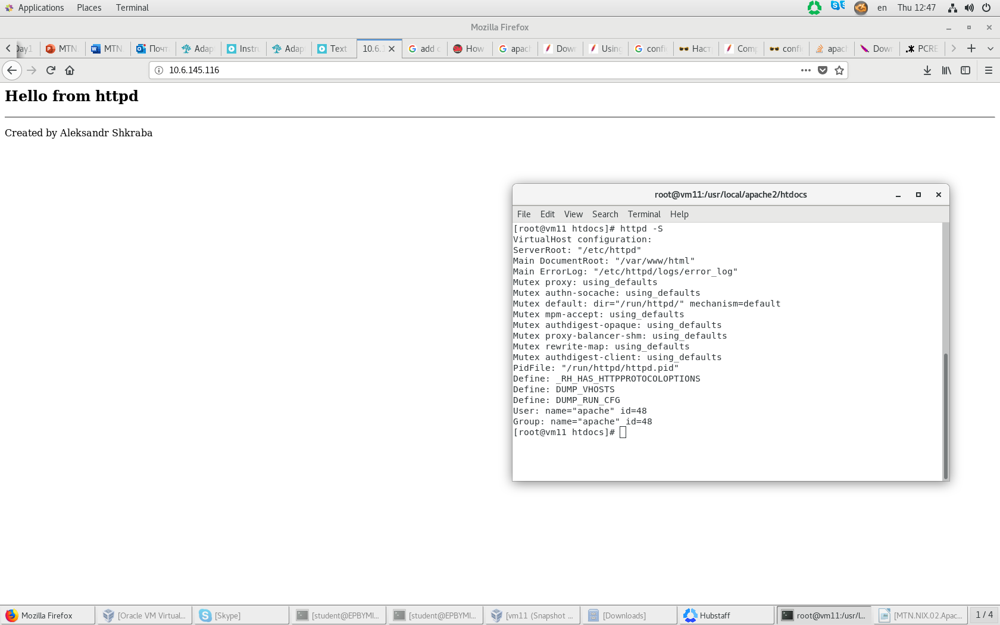 Applications Places Terminal
en Thu 12:47
Mozilla Firefox
Day1 MTN. MTN. Почт Adap Instru Adap Text 10.6.1 add c How apach Down Using confi Наст Comp confi apach Down PCRE
10.6.145.116
Hello from httpd
Created by Aleksandr Shkraba
root@vm11:/usr/local/apache2/htdocs
File Edit View Search Terminal Help
[root@vm11 htdocs]# httpd -S
VirtualHost configuration:
ServerRoot: "/etc/httpd"
Main DocumentRoot: "/var/www/html"
Main ErrorLog: "/etc/httpd/logs/error_log"
Mutex proxy: using_defaults
Mutex authn-socache: using_defaults
Mutex default: dir="/run/httpd/" mechanism=default
Mutex mpm-accept: using_defaults
Mutex authdigest-opaque: using_defaults
Mutex proxy-balancer-shm: using_defaults
Mutex rewrite-map: using_defaults
Mutex authdigest-client: using_defaults
PidFile: "/run/httpd/httpd.pid"
Define: _RH_HAS_HTTPPROTOCOLOPTIONS
Define: DUMP_VHOSTS
Define: DUMP_RUN_CFG
User: name="apache" id=48
Group: name="apache" id=48
[root@vm11 htdocs]#
Mozilla Firefox [Oracle VM Virtual... [Skype] [student@EPBYMI... [student@EPBYMI... [vm11 (Snapshot ... [Downloads] Hubstaff root@vm11:/usr/l... [MTN.NIX.02.Apac... 1 / 4